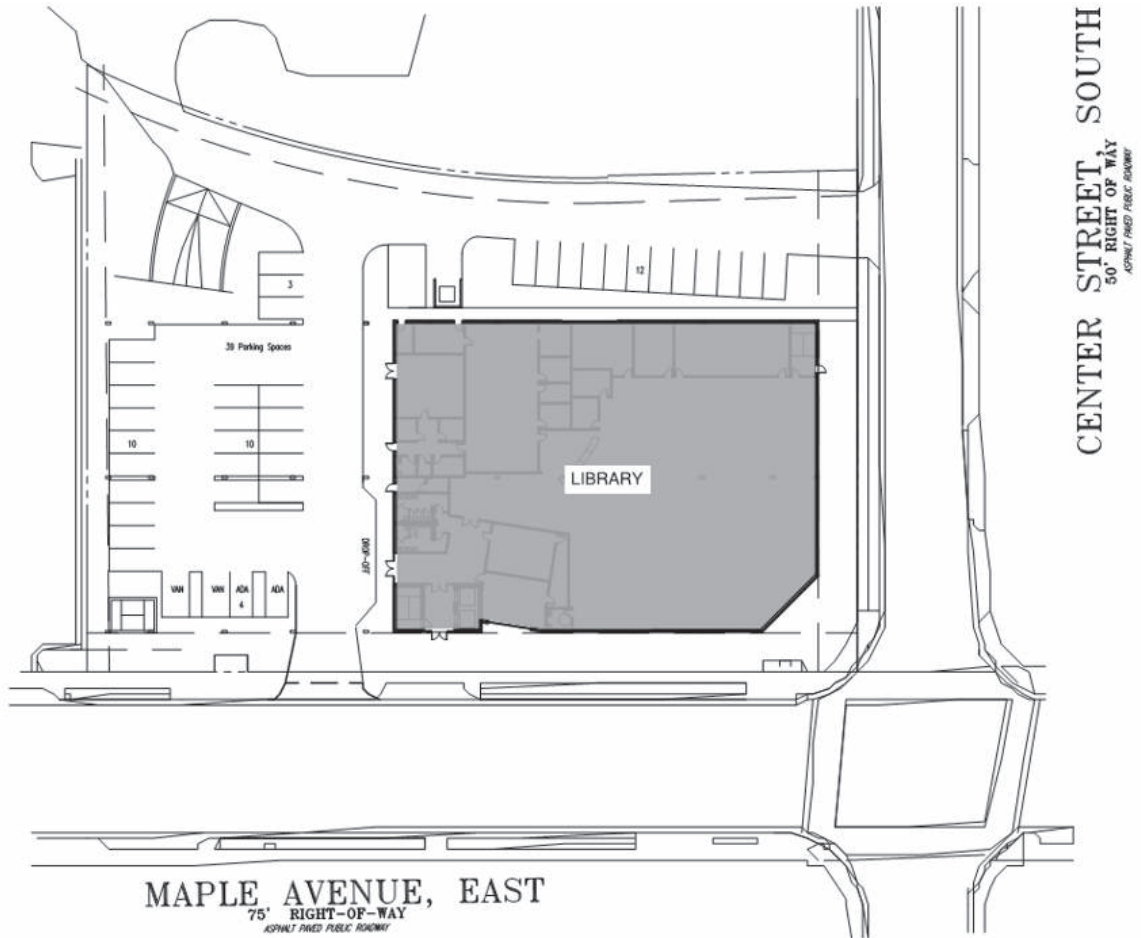 CENTER STREET, SOUTH
50' RIGHT OF WAY
ASPHALT PAVED PUBLIC ROADWAY
3
12
39 Parking Spaces
10
10
LIBRARY
DROP-OFF
VAN
VAN
ADA
4
ADA
MAPLE AVENUE, EAST
75' RIGHT-OF-WAY
ASPHALT PAVED PUBLIC ROADWAY